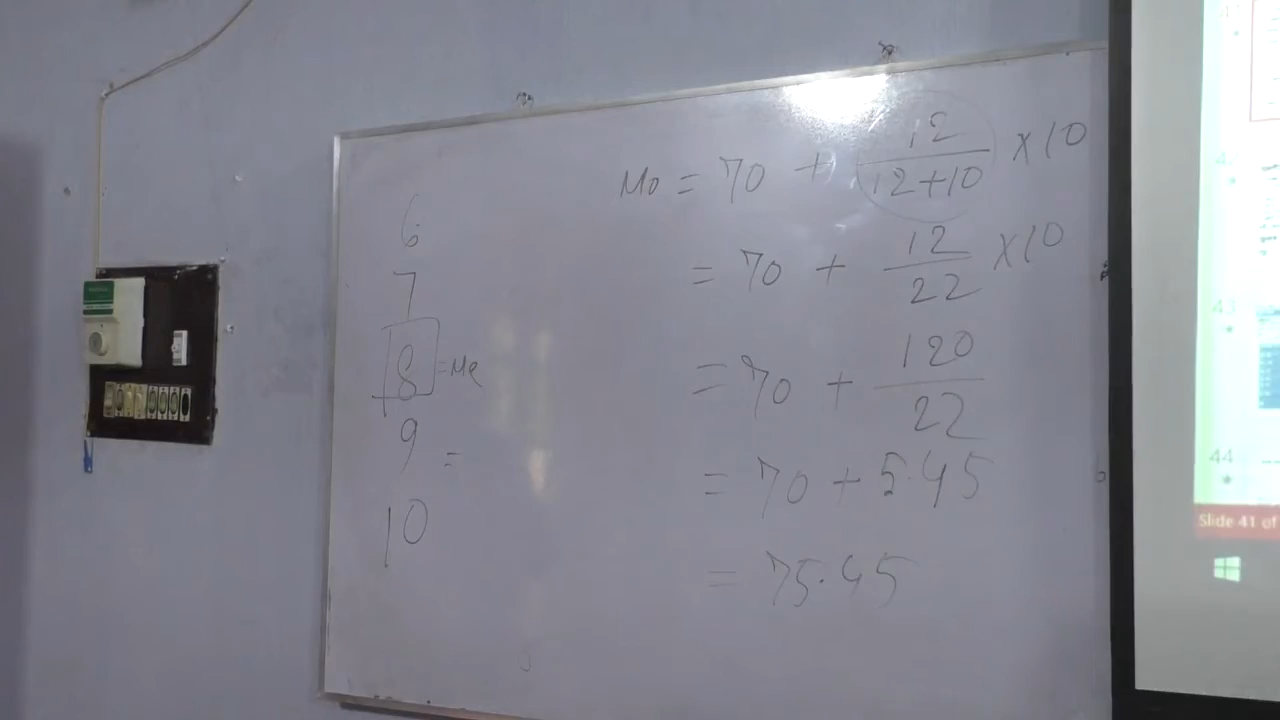 6
7
8 = Me
9 =
10
Mo = 70 + 12/(12+10) × 10
= 70 + 12/22 × 10
= 70 + 120/22
= 70 + 5.45
= 75.45
44
Slide 41 of